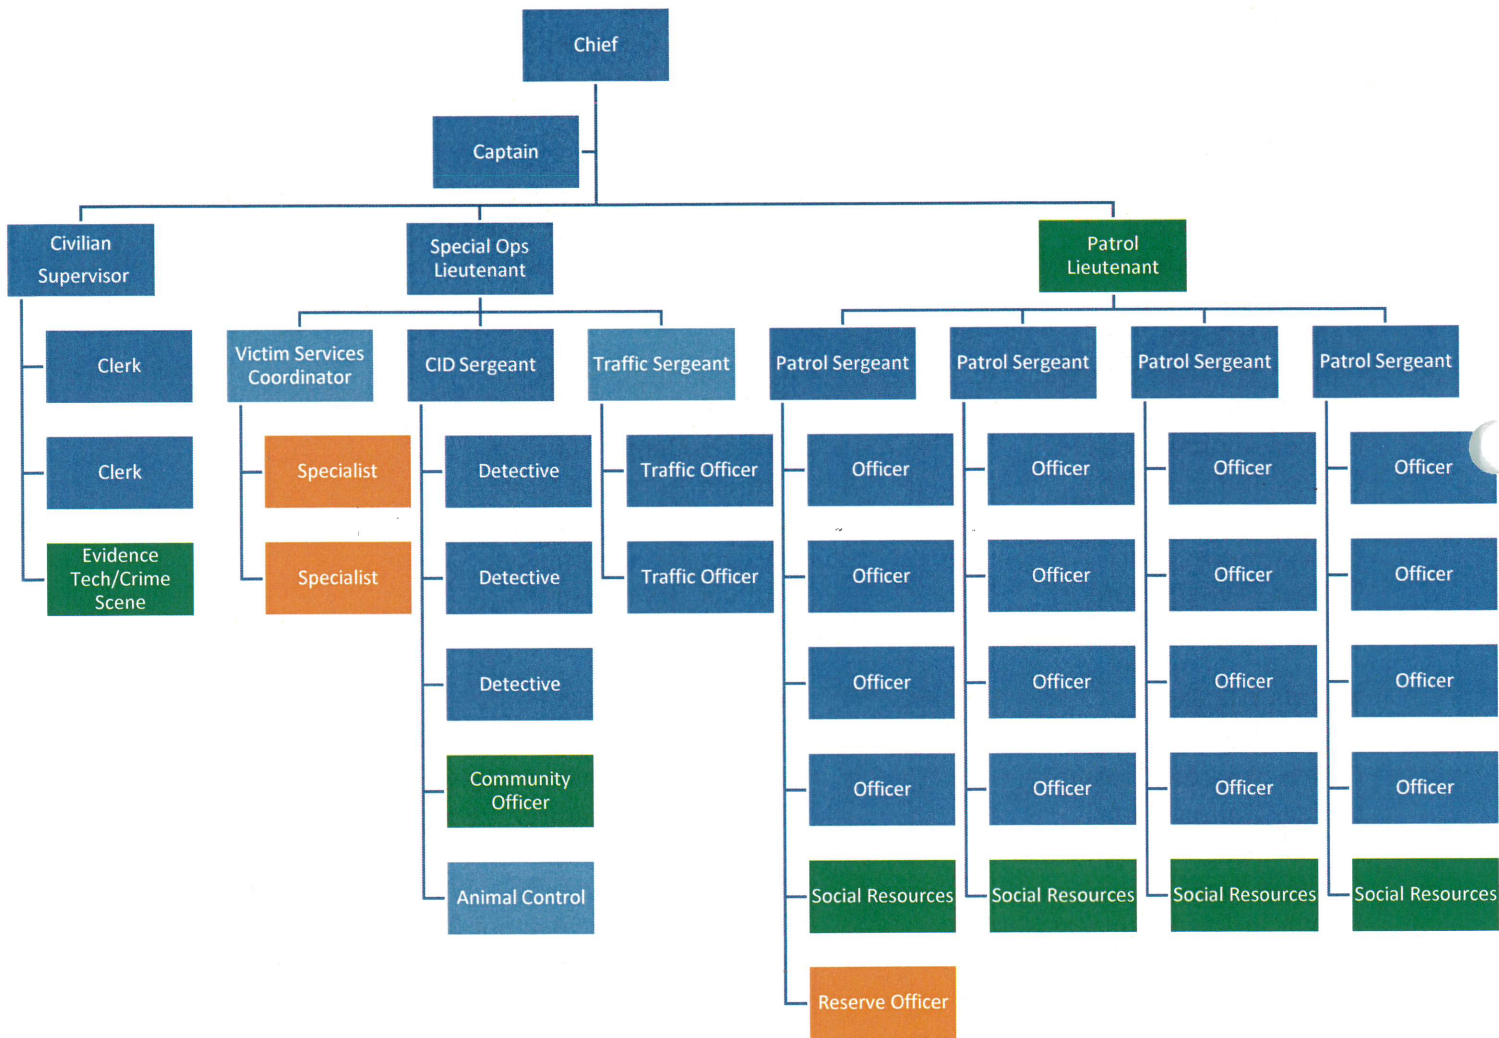 Chief
Captain
Civilian
Supervisor
Special Ops
Lieutenant
Patrol
Lieutenant
Clerk
Clerk
Evidence
Tech/Crime
Scene
Victim Services
Coordinator
Specialist
Specialist
CID Sergeant
Detective
Detective
Detective
Community
Officer
Animal Control
Traffic Sergeant
Traffic Officer
Traffic Officer
Patrol Sergeant
Officer
Officer
Officer
Officer
Social Resources
Reserve Officer
Patrol Sergeant
Officer
Officer
Officer
Officer
Social Resources
Patrol Sergeant
Officer
Officer
Officer
Officer
Social Resources
Patrol Sergeant
Officer
Officer
Officer
Officer
Social Resources